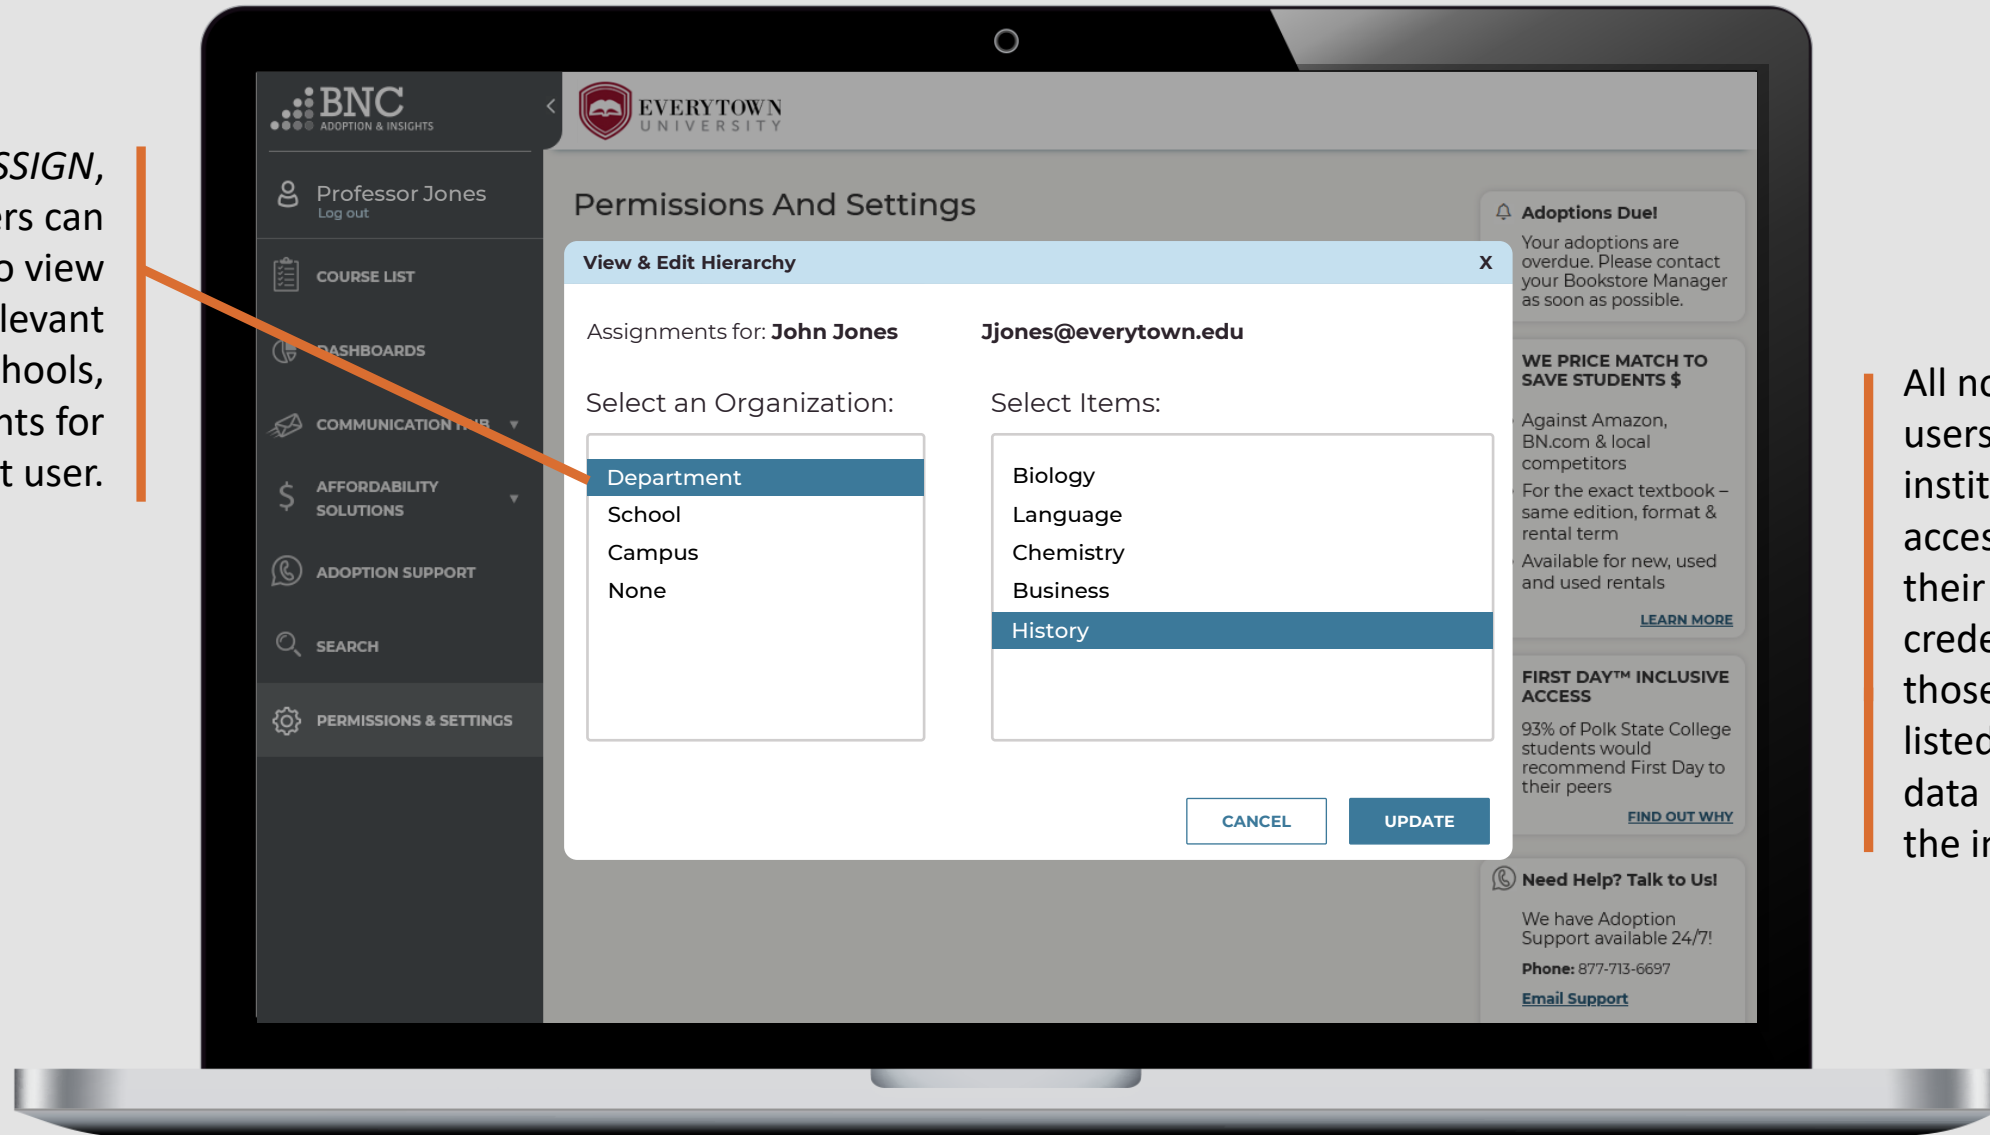 SSIGN,
ers can
o view
levant
hools,
nts for
t user.
BNC
ADOPTION & INSIGHTS
Professor Jones
Log out
COURSE LIST
DASHBOARDS
COMMUNICATION HUB
AFFORDABILITY
SOLUTIONS
ADOPTION SUPPORT
SEARCH
PERMISSIONS & SETTINGS
EVERYTOWN
UNIVERSITY
Permissions And Settings
View & Edit Hierarchy X
Assignments for: John Jones Jjones@everytown.edu
Select an Organization:
Department
School
Campus
None
Select Items:
Biology
Language
Chemistry
Business
History
CANCEL UPDATE
Adoptions Due!
Your adoptions are
overdue. Please contact
your Bookstore Manager
as soon as possible.
WE PRICE MATCH TO
SAVE STUDENTS $
Against Amazon,
BN.com & local
competitors
For the exact textbook –
same edition, format &
rental term
Available for new, used
and used rentals
LEARN MORE
FIRST DAY™ INCLUSIVE
ACCESS
93% of Polk State College
students would
recommend First Day to
their peers
FIND OUT WHY
Need Help? Talk to Us!
We have Adoption
Support available 24/7!
Phone: 877-713-6697
Email Support
All no
users
instit
acces
their
crede
those
listed
data
the in